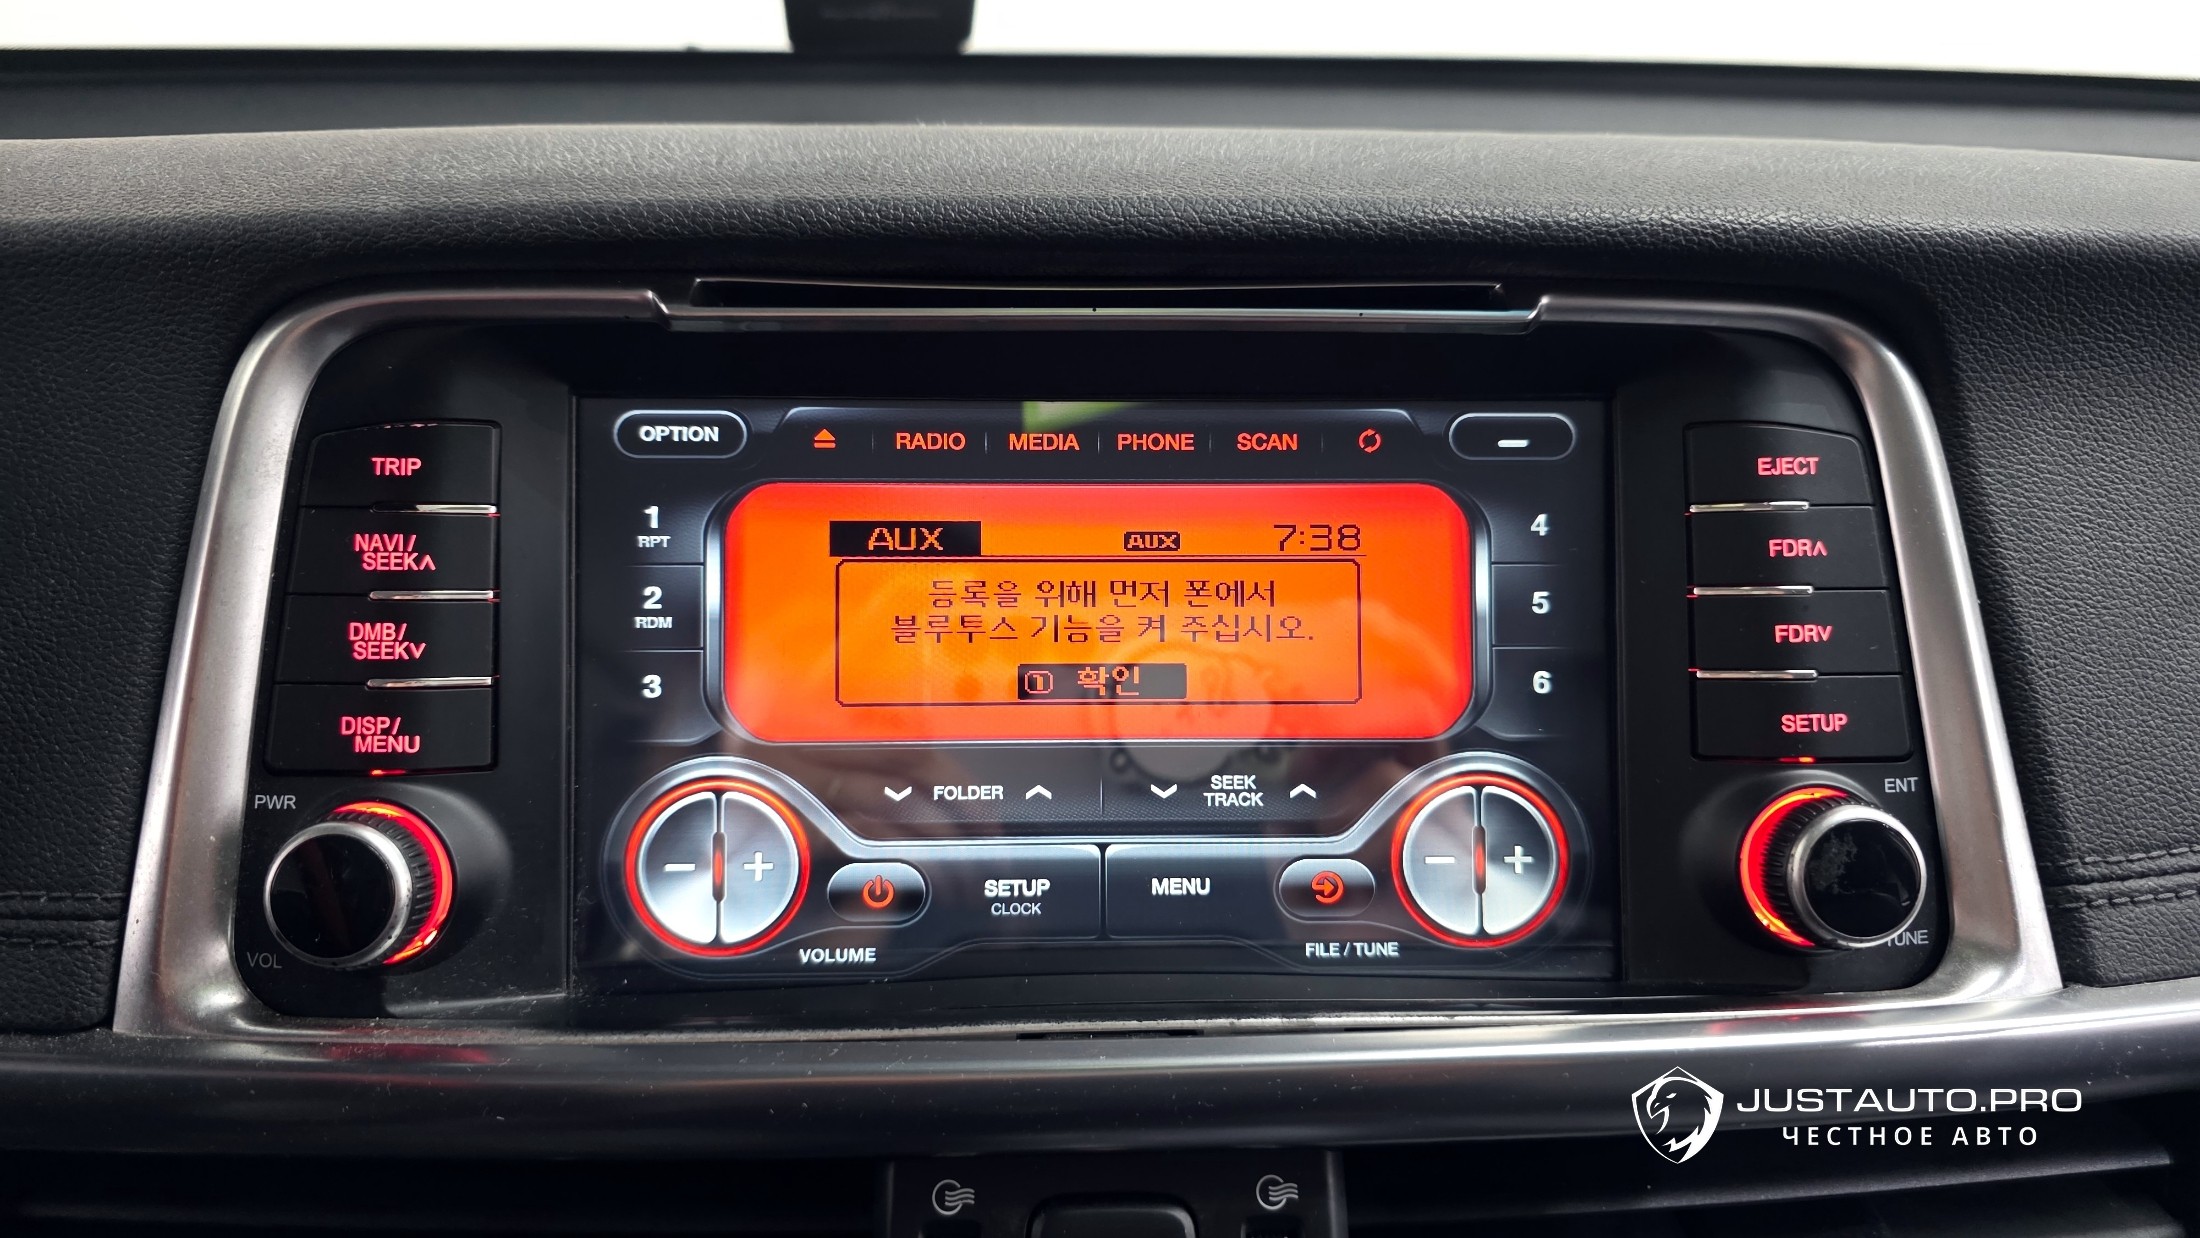 OPTION
RADIO
MEDIA
PHONE
SCAN
TRIP
NAVI/
SEEK∧
DMB/
SEEK∨
DISP/
MENU
PWR
VOL
1
RPT
2
RDM
3
AUX
AUX
7:38
등록을 위해 먼저 폰에서
블루투스 기능을 켜 주십시오.
① 확인
4
5
6
EJECT
FDR∧
FDR∨
SETUP
ENT
TUNE
FOLDER
SEEK
TRACK
VOLUME
SETUP
CLOCK
MENU
FILE / TUNE
JUSTAUTO.PRO
ЧЕСТНОЕ АВТО